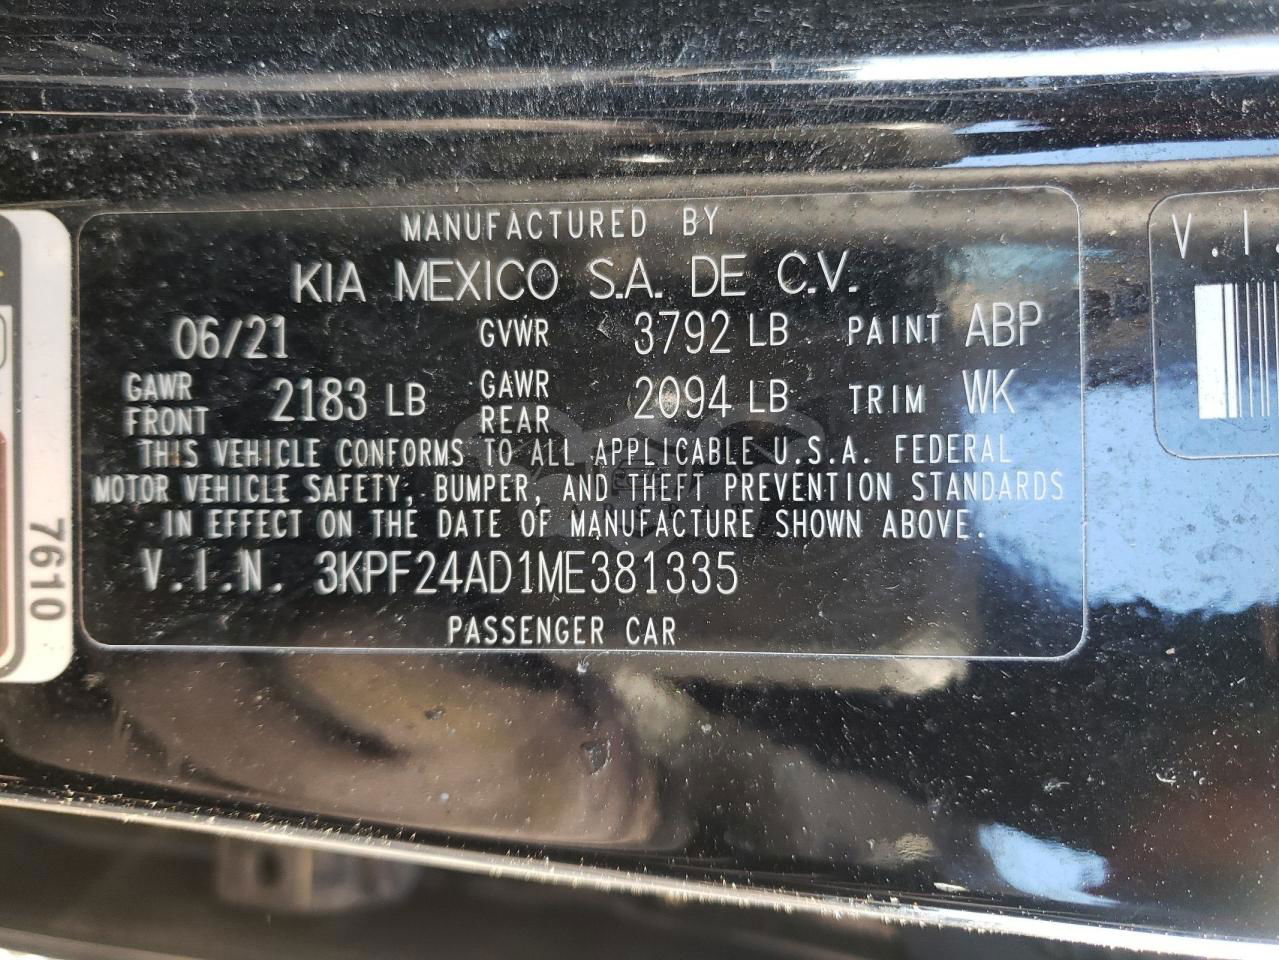 MANUFACTURED BY
KIA MEXICO S.A. DE C.V.
06/21 GVWR 3792 LB PAINT ABP
GAWR FRONT 2183 LB GAWR REAR 2094 LB TRIM WK
THIS VEHICLE CONFORMS TO ALL APPLICABLE U.S.A. FEDERAL
MOTOR VEHICLE SAFETY, BUMPER, AND THEFT PREVENTION STANDARDS
IN EFFECT ON THE DATE OF MANUFACTURE SHOWN ABOVE.
V.I.N. 3KPF24AD1ME381335
PASSENGER CAR
V.I.
7610